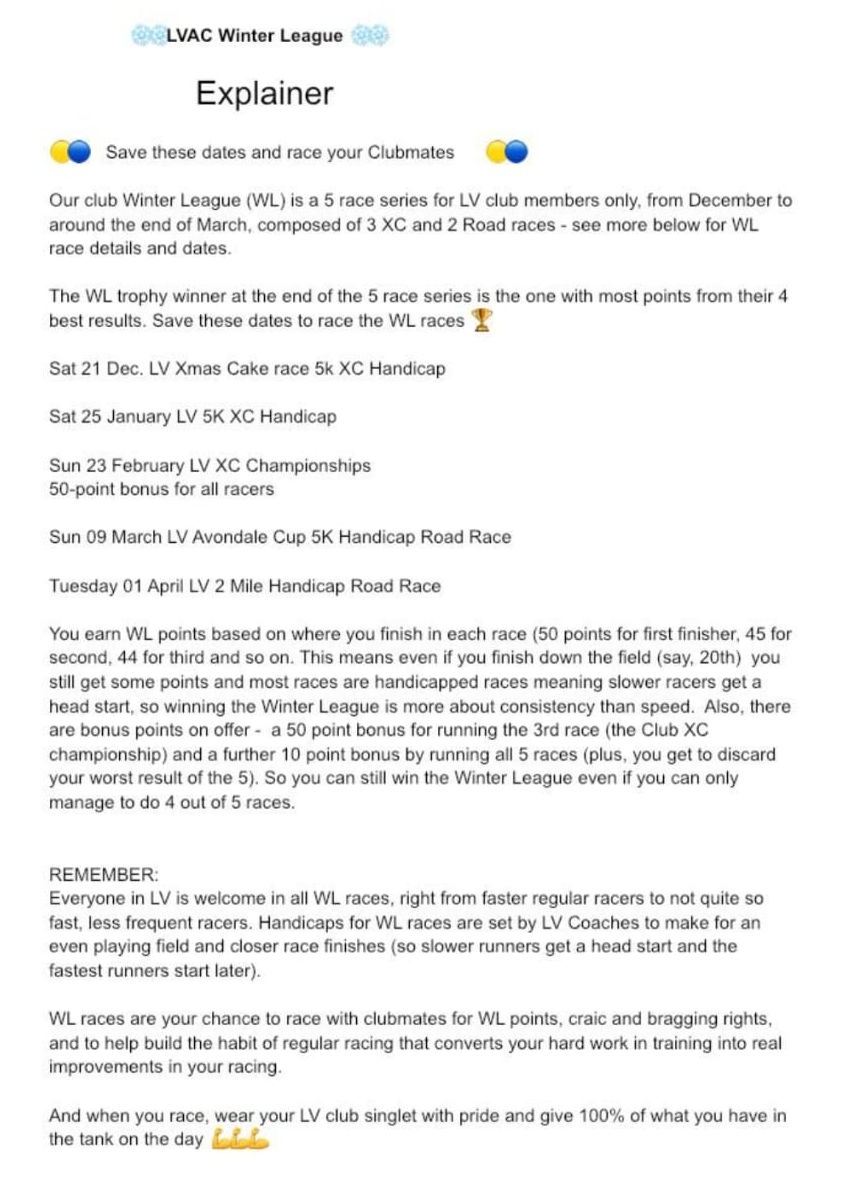 LVAC Winter League
Explainer
Save these dates and race your Clubmates
Our club Winter League (WL) is a 5 race series for LV club members only, from December to
around the end of March, composed of 3 XC and 2 Road races - see more below for WL
race details and dates.
The WL trophy winner at the end of the 5 race series is the one with most points from their 4
best results. Save these dates to race the WL races
Sat 21 Dec. LV Xmas Cake race 5k XC Handicap
Sat 25 January LV 5K XC Handicap
Sun 23 February LV XC Championships
50-point bonus for all racers
Sun 09 March LV Avondale Cup 5K Handicap Road Race
Tuesday 01 April LV 2 Mile Handicap Road Race
You earn WL points based on where you finish in each race (50 points for first finisher, 45 for
second, 44 for third and so on. This means even if you finish down the field (say, 20th) you
still get some points and most races are handicapped races meaning slower racers get a
head start, so winning the Winter League is more about consistency than speed. Also, there
are bonus points on offer - a 50 point bonus for running the 3rd race (the Club XC
championship) and a further 10 point bonus by running all 5 races (plus, you get to discard
your worst result of the 5). So you can still win the Winter League even if you can only
manage to do 4 out of 5 races.
REMEMBER:
Everyone in LV is welcome in all WL races, right from faster regular racers to not quite so
fast, less frequent racers. Handicaps for WL races are set by LV Coaches to make for an
even playing field and closer race finishes (so slower runners get a head start and the
fastest runners start later).
WL races are your chance to race with clubmates for WL points, craic and bragging rights,
and to help build the habit of regular racing that converts your hard work in training into real
improvements in your racing.
And when you race, wear your LV club singlet with pride and give 100% of what you have in
the tank on the day